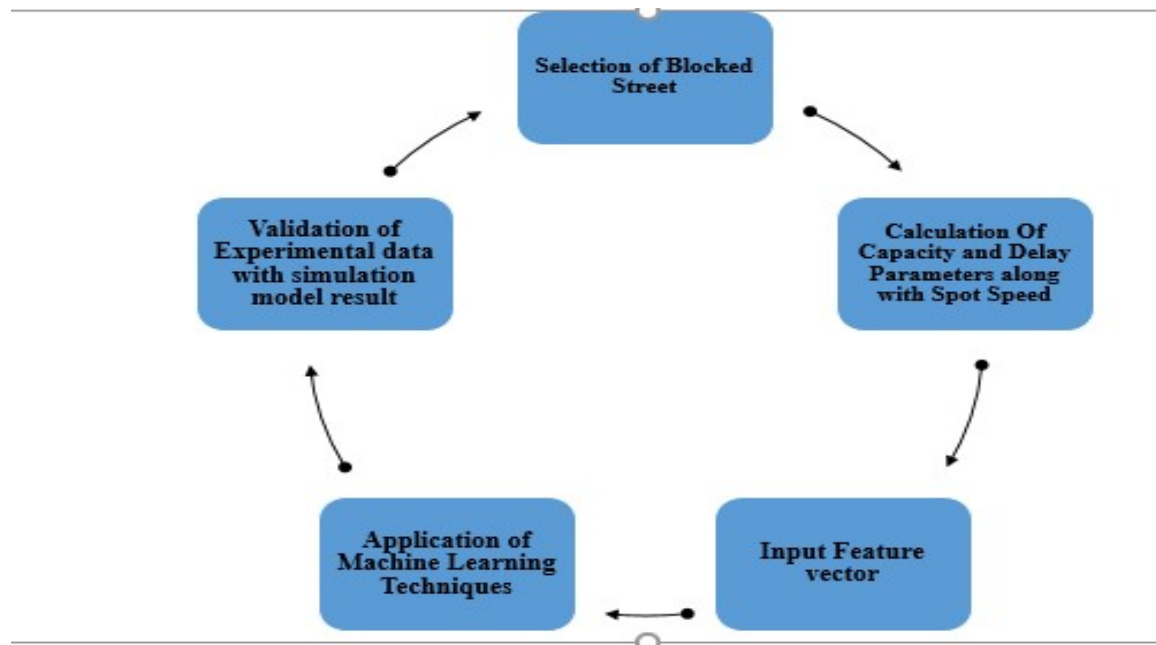 Selection of Blocked
Street
Calculation Of
Capacity and Delay
Parameters along
with Spot Speed
Input Feature
vector
Application of
Machine Learning
Techniques
Validation of
Experimental data
with simulation
model result